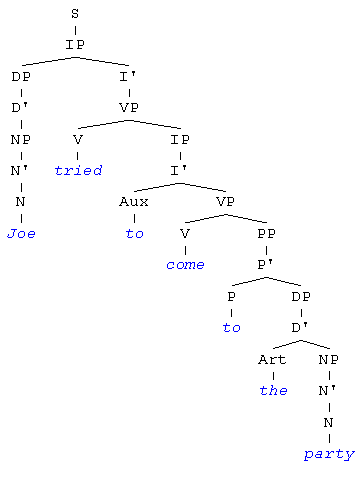 S
IP
DP I'
D' VP
NP V IP
N' tried I'
N Aux VP
Joe to V PP
come P'
P DP
to D'
Art NP
the N'
N
party